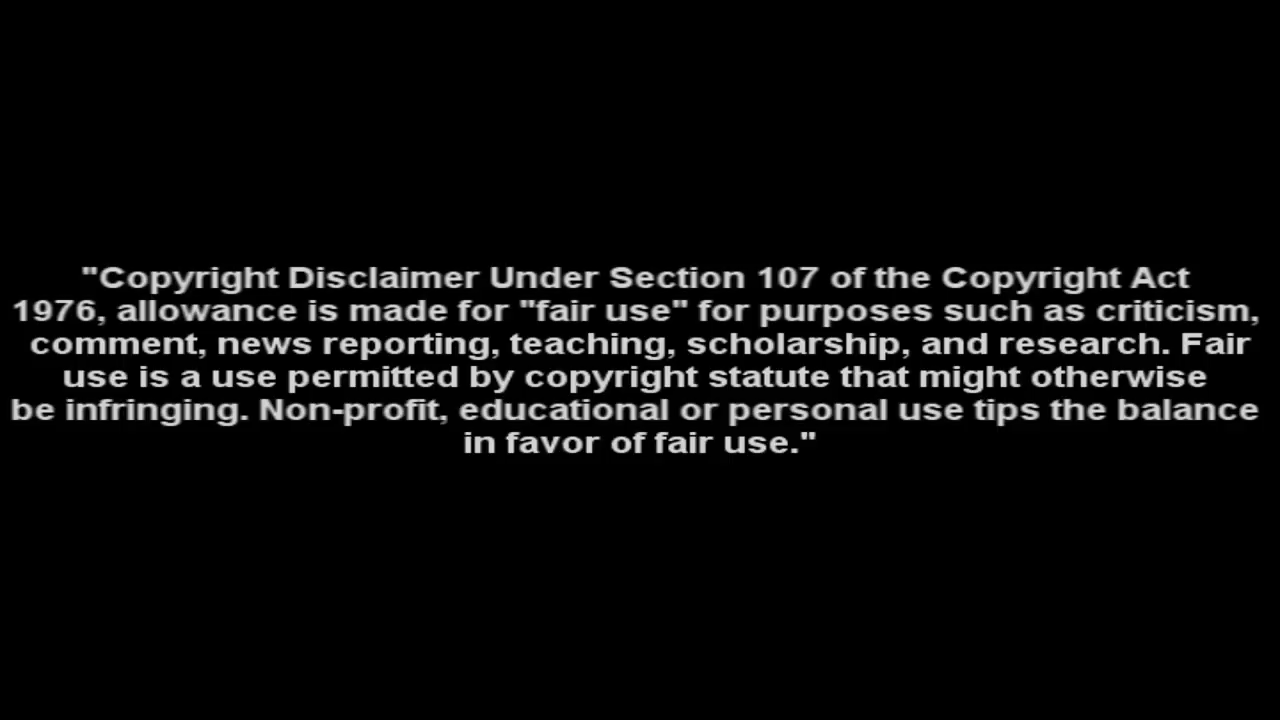 "Copyright Disclaimer Under Section 107 of the Copyright Act
1976, allowance is made for "fair use" for purposes such as criticism,
comment, news reporting, teaching, scholarship, and research. Fair
use is a use permitted by copyright statute that might otherwise
be infringing. Non-profit, educational or personal use tips the balance
in favor of fair use."